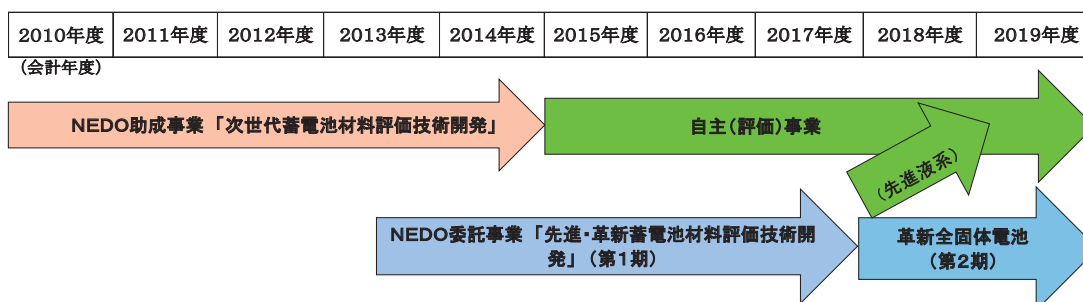 2010年度 2011年度 2012年度 2013年度 2014年度 2015年度 2016年度 2017年度 2018年度 2019年度
(会計年度)
NEDO助成事業「次世代蓄電池材料評価技術開発」
自主(評価)事業
(先進液系)
NEDO委託事業「先進・革新蓄電池材料評価技術開
発」(第1期)
革新全固体電池
(第2期)